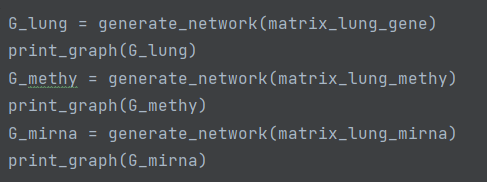 G_lung = generate_network(matrix_lung_gene)
print_graph(G_lung)
G_methy = generate_network(matrix_lung_methy)
print_graph(G_methy)
G_mirna = generate_network(matrix_lung_mirna)
print_graph(G_mirna)